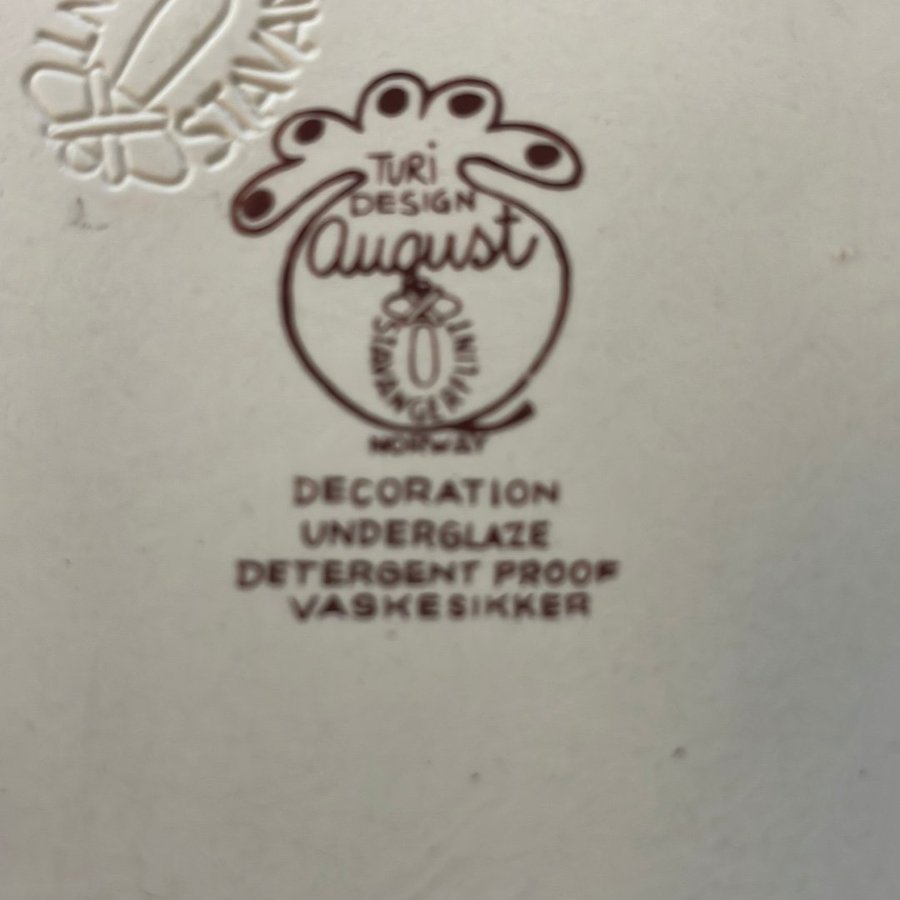 TURi
DESIGN
August
STAVANGERFLINT
NORWAY
DECORATION
UNDERGLAZE
DETERGENT PROOF
VASKESIKKER